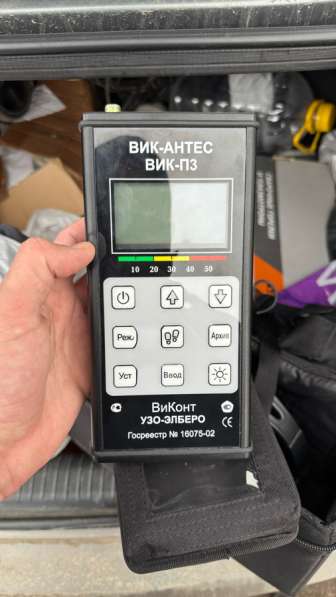 ВИК-АНТЕС
ВИК-П3
10 20 30 40 50
Реж. Архив
Уст Ввод
ВиКонт
УЗО-ЭЛБЕРО
CE
Госреестр № 16075-02